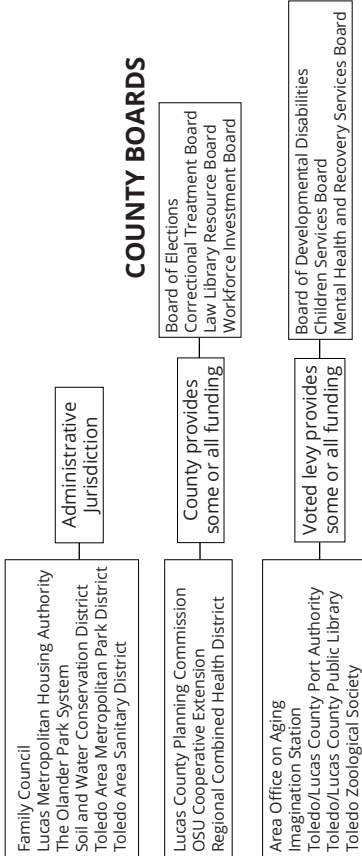 Family Council
Lucas Metropolitan Housing Authority
The Olander Park System
Soil and Water Conservation District
Toledo Area Metropolitan Park District
Toledo Area Sanitary District
Administrative
Jurisdiction
COUNTY BOARDS
Lucas County Planning Commission
OSU Cooperative Extension
Regional Combined Health District
County provides
some or all funding
Board of Elections
Correctional Treatment Board
Law Library Resource Board
Workforce Investment Board
Area Office on Aging
Imagination Station
Toledo/Lucas County Port Authority
Toledo/Lucas County Public Library
Toledo Zoological Society
Voted levy provides
some or all funding
Board of Developmental Disabilities
Children Services Board
Mental Health and Recovery Services Board